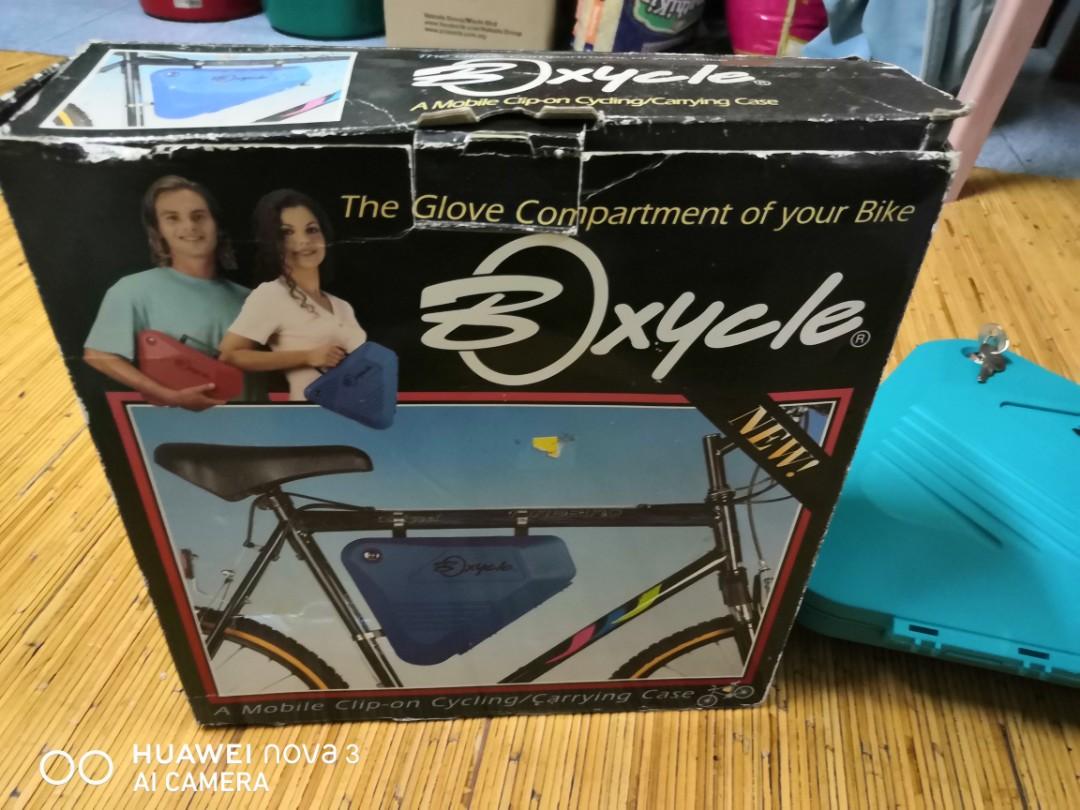 Boxycle®
A Mobile Clip-on Cycling/Carrying Case
The Glove Compartment of your Bike
Boxycle®
NEW!
Boxycle
A Mobile Clip-on Cycling/Carrying Case
HUAWEI nova 3
AI CAMERA